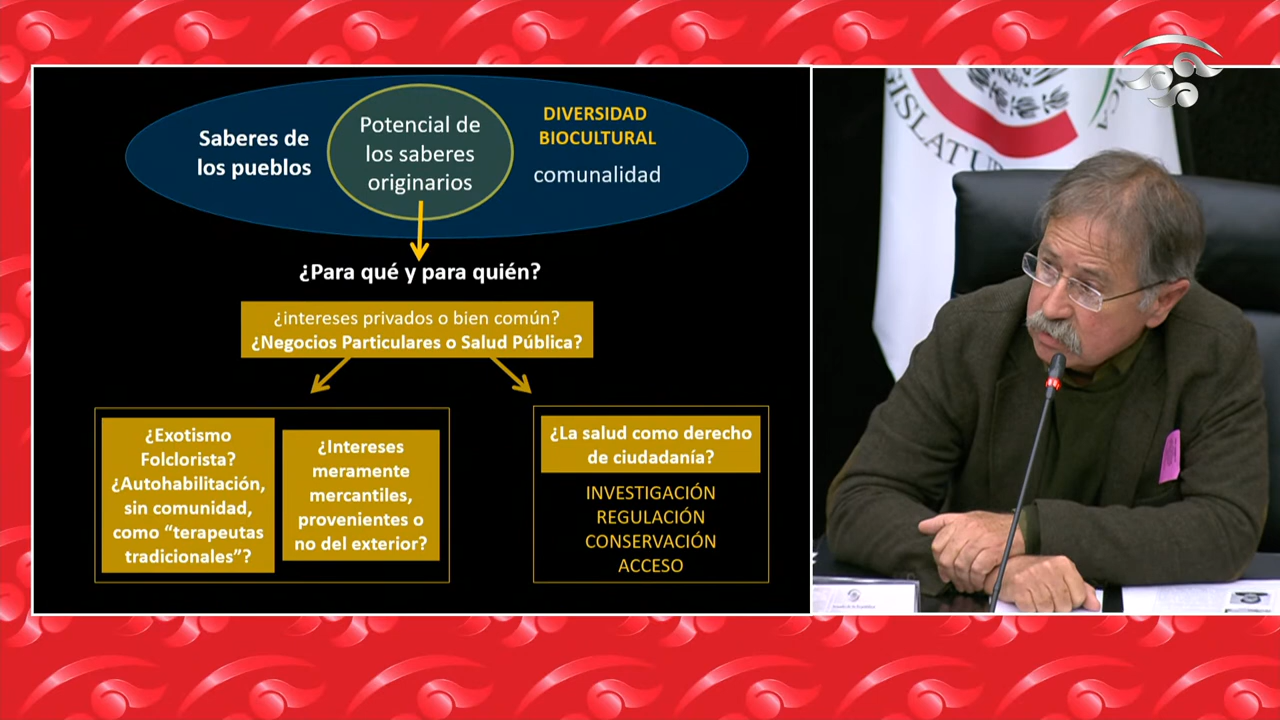 Saberes de
los pueblos
Potencial de
los saberes
originarios
DIVERSIDAD
BIOCULTURAL
comunalidad
¿Para qué y para quién?
¿intereses privados o bien común?
¿Negocios Particulares o Salud Pública?
¿Exotismo
Folclorista?
¿Autohabilitación,
sin comunidad,
como “terapeutas
tradicionales”?
¿Intereses
meramente
mercantiles,
provenientes o
no del exterior?
¿La salud como derecho
de ciudadanía?
INVESTIGACIÓN
REGULACIÓN
CONSERVACIÓN
ACCESO